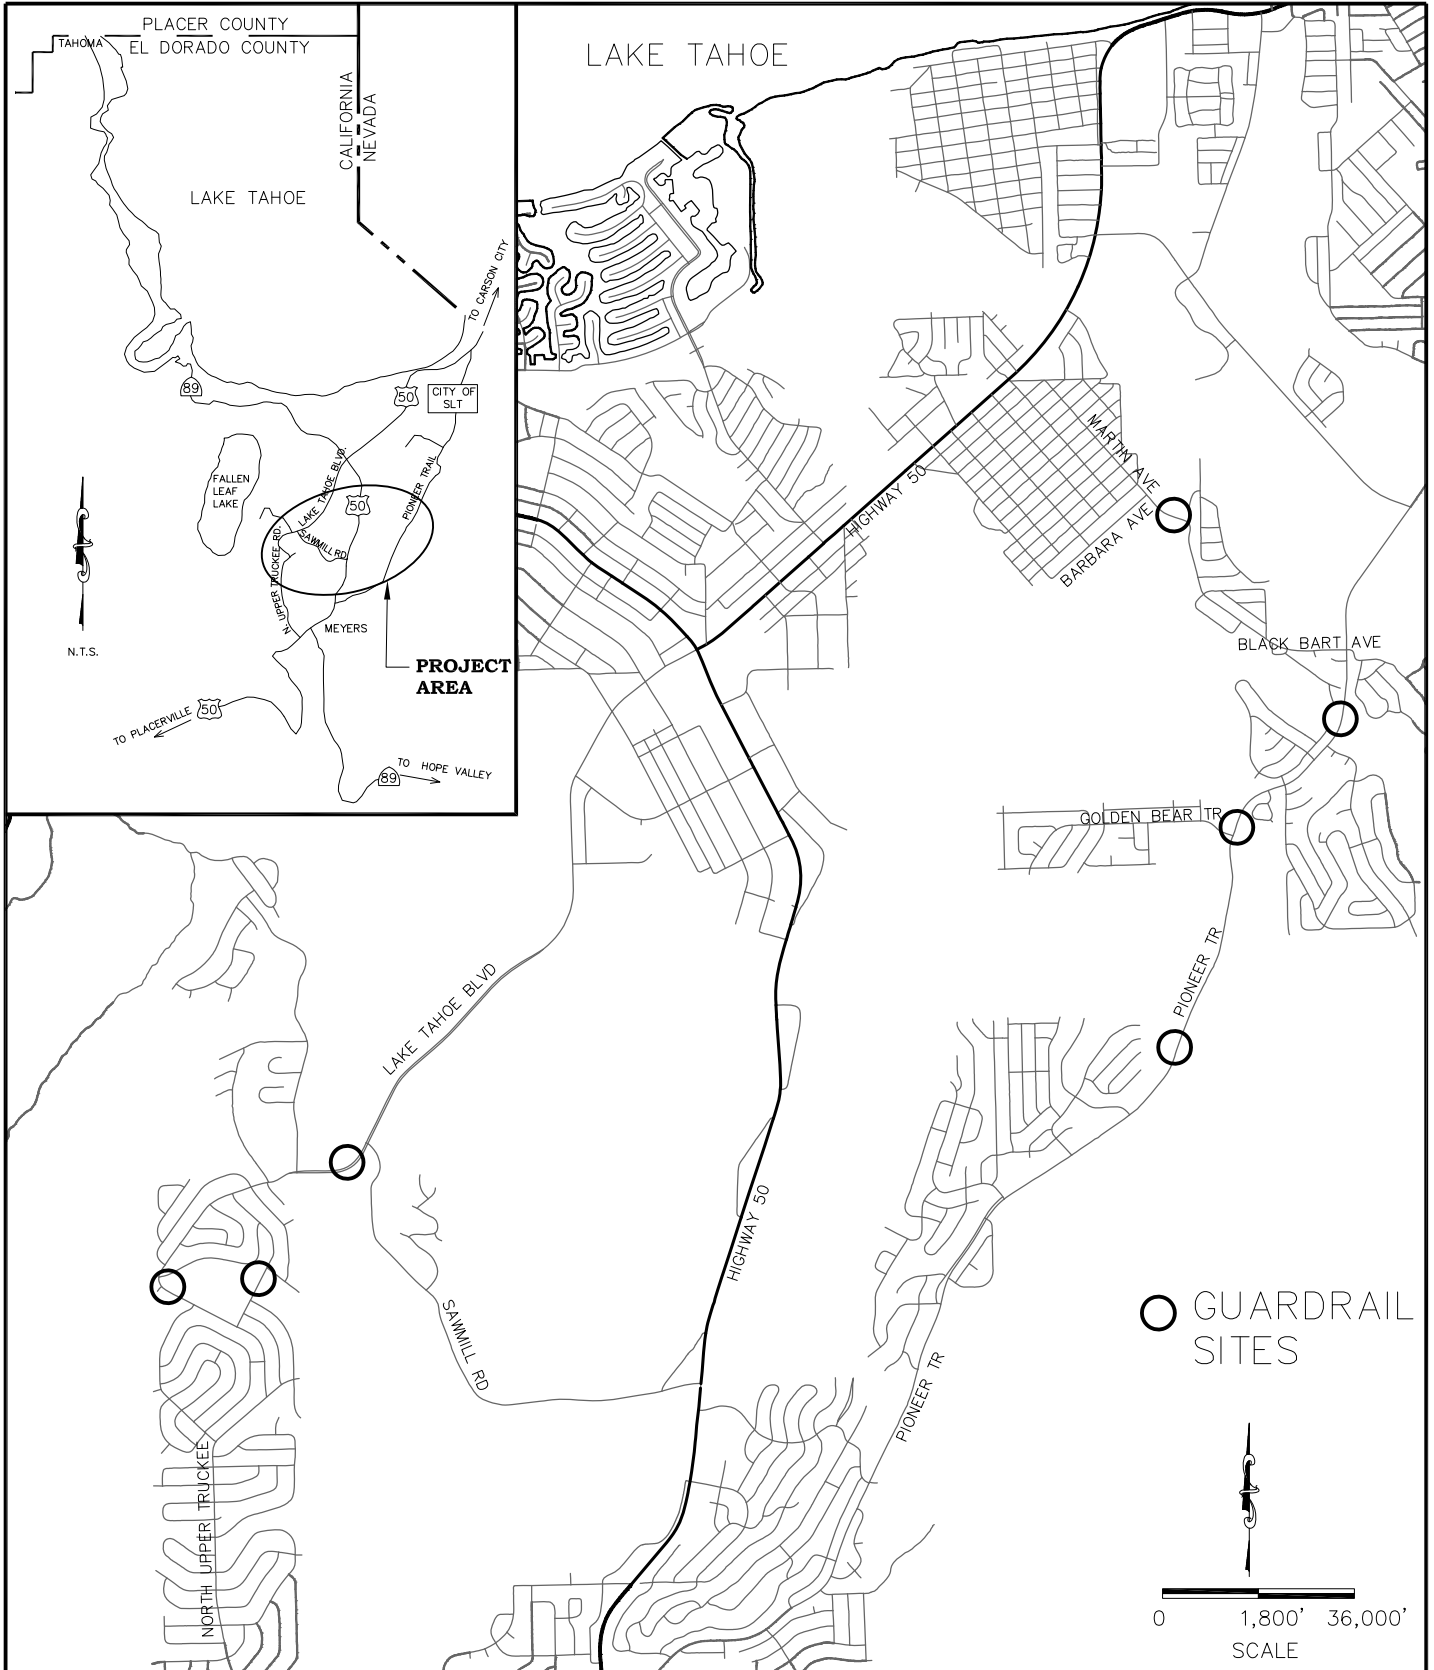 PLACER COUNTY
EL DORADO COUNTY
TAHOMA
CALIFORNIA
NEVADA
LAKE TAHOE
TO CARSON CITY
89
50
CITY OF
SLT
FALLEN
LEAF
LAKE
LAKE TAHOE BLVD.
50
PIONEER TRAIL
SAWMILL RD
N. UPPER TRUCKEE RD.
MEYERS
N.T.S.
PROJECT
AREA
50
TO PLACERVILLE
89
TO HOPE VALLEY
LAKE TAHOE
MARTIN AVE
HIGHWAY 50
BARBARA AVE
BLACK BART AVE
GOLDEN BEAR TR
PIONEER TR
LAKE TAHOE BLVD
HIGHWAY 50
SAWMILL RD
PIONEER TR
NORTH UPPER TRUCKEE
GUARDRAIL
SITES
0 1,800' 36,000'
SCALE